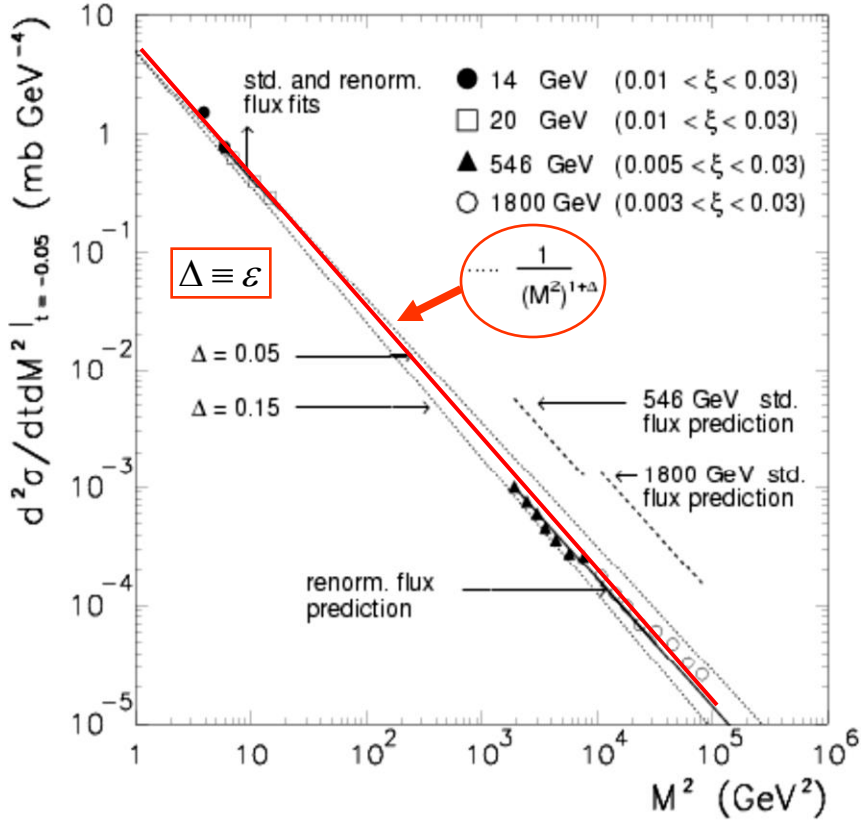 10
1
10⁻¹
10⁻²
10⁻³
10⁻⁴
10⁻⁵
d²σ/dtdM²|t = −0.05 (mb GeV⁻⁴)
std. and renorm.
flux fits
● 14 GeV (0.01 < ξ < 0.03)
□ 20 GeV (0.01 < ξ < 0.03)
▲ 546 GeV (0.005 < ξ < 0.03)
○ 1800 GeV (0.003 < ξ < 0.03)
Δ ≡ ε
1
(M²)¹⁺Δ
Δ = 0.05
Δ = 0.15
546 GeV std.
flux prediction
1800 GeV std.
flux prediction
renorm. flux
prediction
1 10 10² 10³ 10⁴ 10⁵ 10⁶
M² (GeV²)